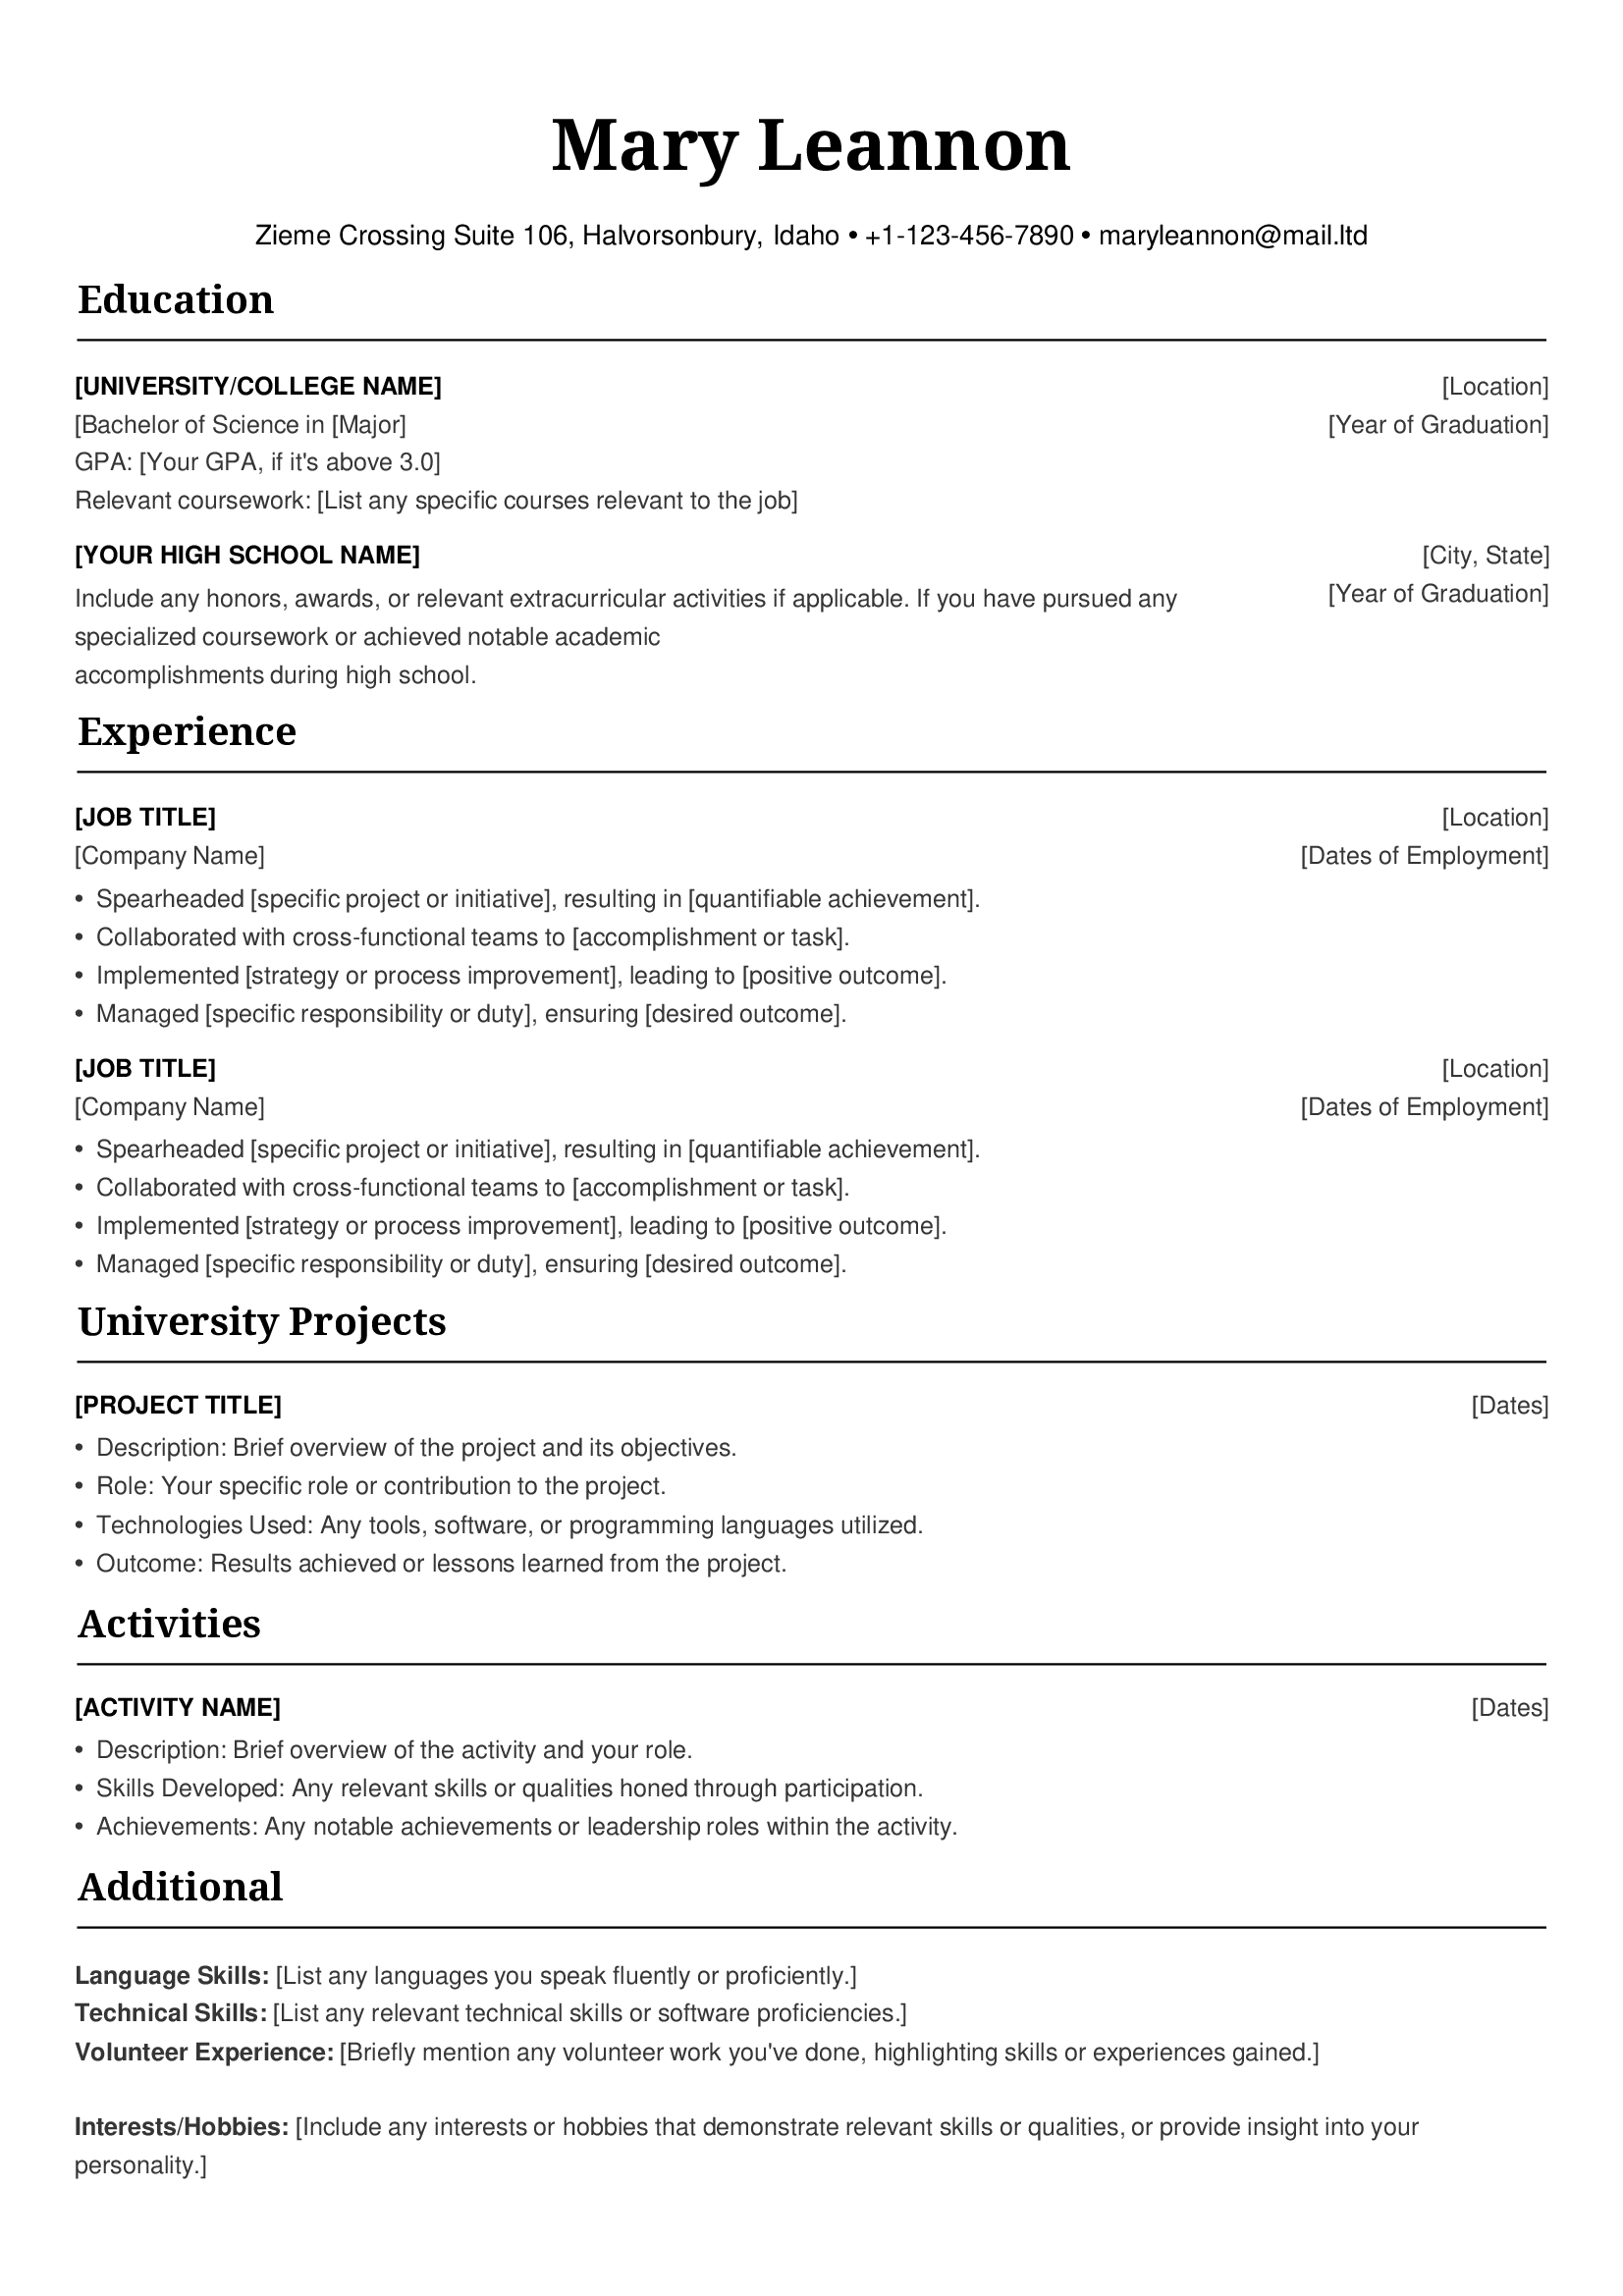 Mary Leannon
Zieme Crossing Suite 106, Halvorsonbury, Idaho • +1-123-456-7890 • maryleannon@mail.ltd
Education
[UNIVERSITY/COLLEGE NAME] [Location]
[Bachelor of Science in [Major] [Year of Graduation]
GPA: [Your GPA, if it's above 3.0]
Relevant coursework: [List any specific courses relevant to the job]
[YOUR HIGH SCHOOL NAME] [City, State]
Include any honors, awards, or relevant extracurricular activities if applicable. If you have pursued any [Year of Graduation]
specialized coursework or achieved notable academic
accomplishments during high school.
Experience
[JOB TITLE] [Location]
[Company Name] [Dates of Employment]
• Spearheaded [specific project or initiative], resulting in [quantifiable achievement].
• Collaborated with cross-functional teams to [accomplishment or task].
• Implemented [strategy or process improvement], leading to [positive outcome].
• Managed [specific responsibility or duty], ensuring [desired outcome].
[JOB TITLE] [Location]
[Company Name] [Dates of Employment]
• Spearheaded [specific project or initiative], resulting in [quantifiable achievement].
• Collaborated with cross-functional teams to [accomplishment or task].
• Implemented [strategy or process improvement], leading to [positive outcome].
• Managed [specific responsibility or duty], ensuring [desired outcome].
University Projects
[PROJECT TITLE] [Dates]
• Description: Brief overview of the project and its objectives.
• Role: Your specific role or contribution to the project.
• Technologies Used: Any tools, software, or programming languages utilized.
• Outcome: Results achieved or lessons learned from the project.
Activities
[ACTIVITY NAME] [Dates]
• Description: Brief overview of the activity and your role.
• Skills Developed: Any relevant skills or qualities honed through participation.
• Achievements: Any notable achievements or leadership roles within the activity.
Additional
Language Skills: [List any languages you speak fluently or proficiently.]
Technical Skills: [List any relevant technical skills or software proficiencies.]
Volunteer Experience: [Briefly mention any volunteer work you've done, highlighting skills or experiences gained.]
Interests/Hobbies: [Include any interests or hobbies that demonstrate relevant skills or qualities, or provide insight into your
personality.]